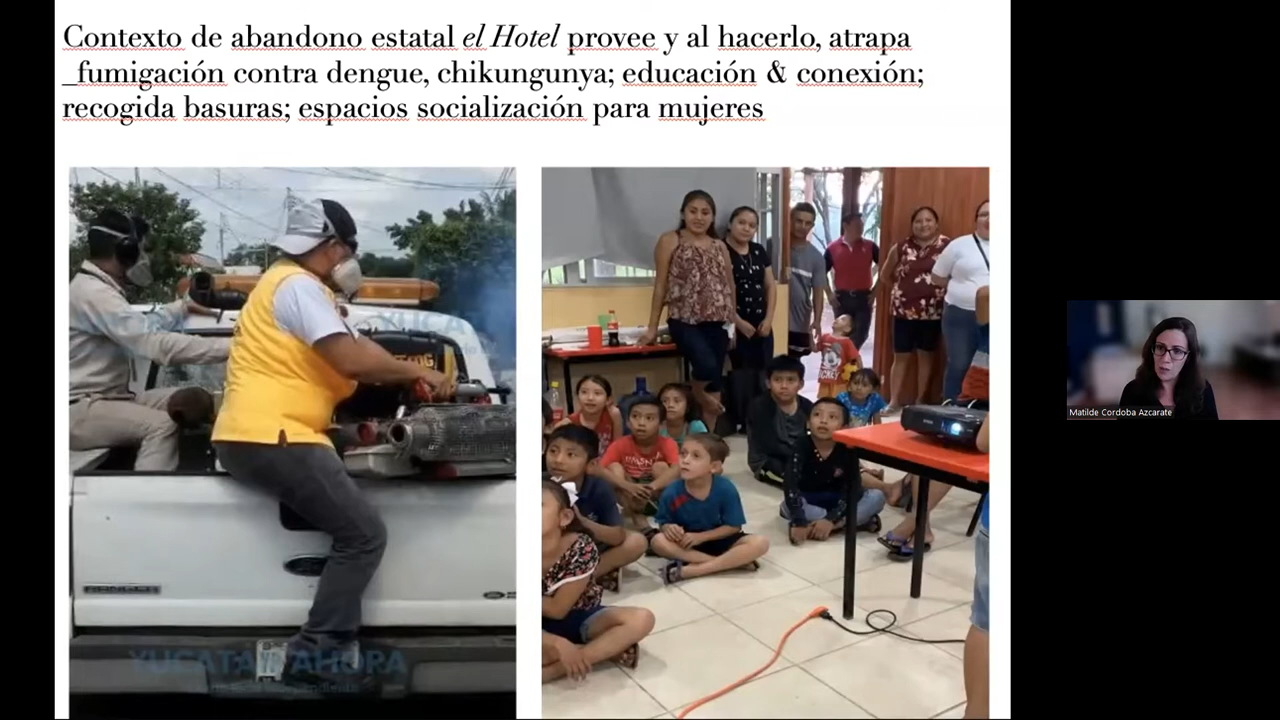 Contexto de abandono estatal el Hotel provee y al hacerlo, atrapa
_fumigación contra dengue, chikungunya; educación & conexión;
recogida basuras; espacios socialización para mujeres
YUCATAN AHORA
MICKEY
Matilde Cordoba Azcarate